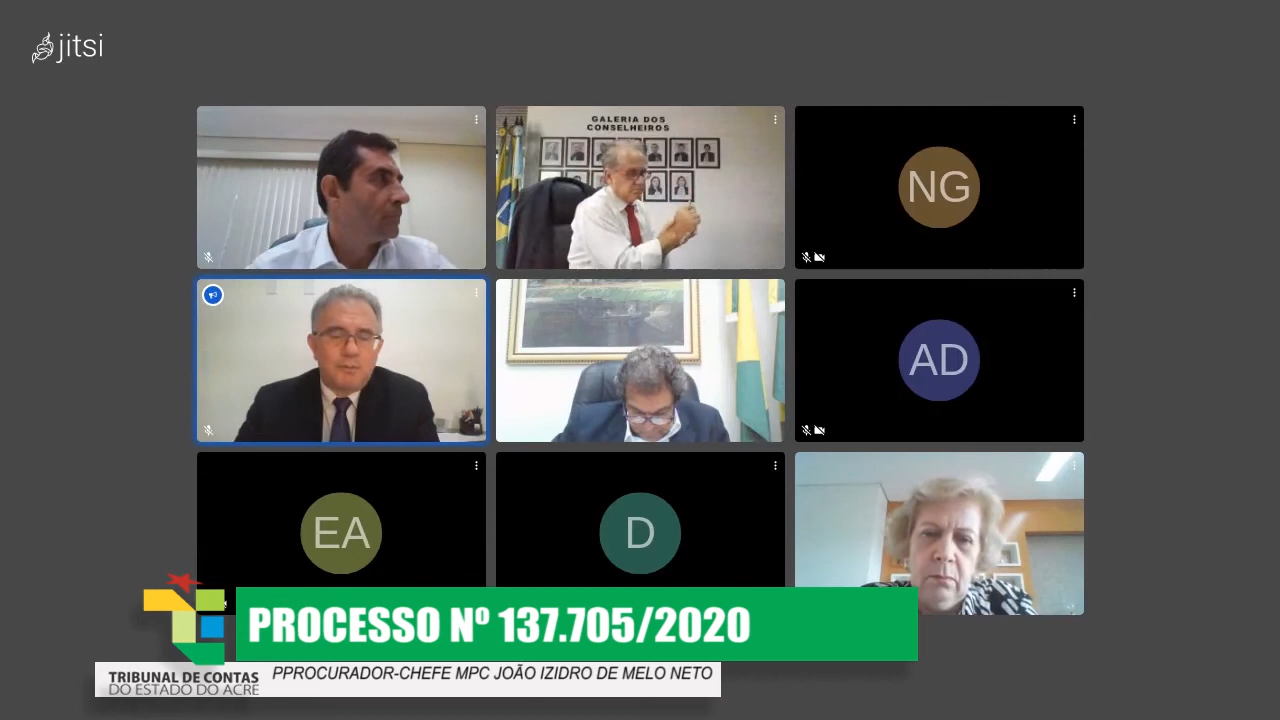 jitsi
GALERIA DOS
CONSELHEIROS
NG
AD
EA
D
PROCESSO Nº 137.705/2020
PPROCURADOR-CHEFE MPC JOÃO IZIDRO DE MELO NETO
TRIBUNAL DE CONTAS
DO ESTADO DO ACRE